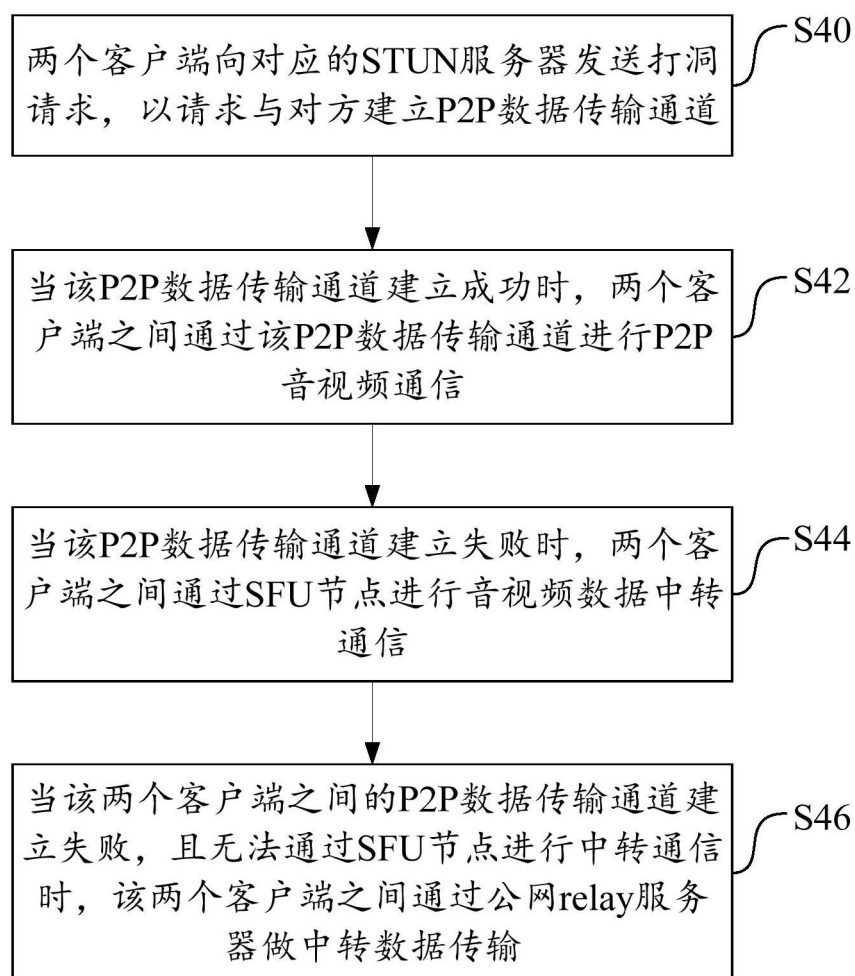 S40
两个客户端向对应的STUN服务器发送打洞
请求，以请求与对方建立P2P数据传输通道
S42
当该P2P数据传输通道建立成功时，两个客
户端之间通过该P2P数据传输通道进行P2P
音视频通信
S44
当该P2P数据传输通道建立失败时，两个客
户端之间通过SFU节点进行音视频数据中转
通信
S46
当该两个客户端之间的P2P数据传输通道建
立失败，且无法通过SFU节点进行中转通信
时，该两个客户端之间通过公网relay服务
器做中转数据传输